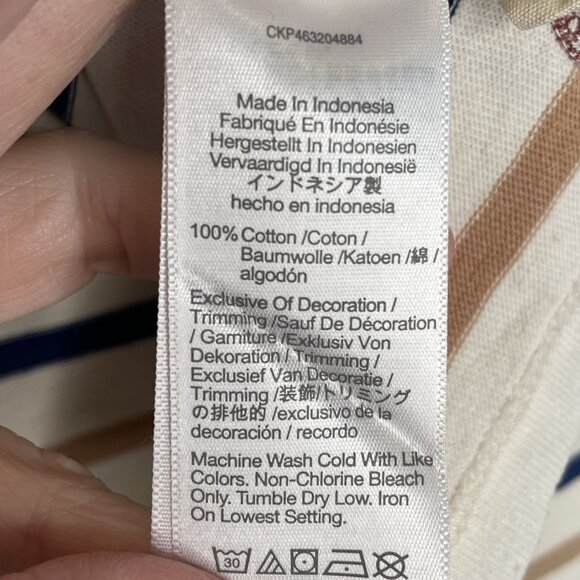 CKP463204884
Made In Indonesia
Fabriqué En Indonésie
Hergestellt In Indonesien
Vervaardigd In Indonesië
インドネシア製
hecho en indonesia
100% Cotton /Coton /
Baumwolle /Katoen /綿 /
algodón
Exclusive Of Decoration /
Trimming /Sauf De Décoration
/ Garniture /Exklusiv Von
Dekoration / Trimming /
Exclusief Van Decoratie /
Trimming /装飾/トリミング
の排他的 /exclusivo de la
decoración / recordo
Machine Wash Cold With Like
Colors. Non-Chlorine Bleach
Only. Tumble Dry Low. Iron
On Lowest Setting.
30